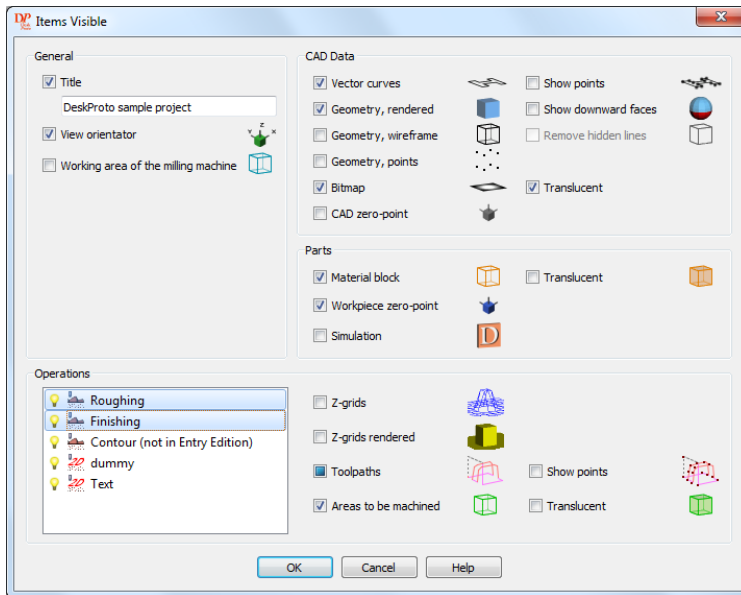 Items Visible
General
Title
DeskProto sample project
View orientator
Working area of the milling machine
CAD Data
Vector curves
Show points
Geometry, rendered
Show downward faces
Geometry, wireframe
Remove hidden lines
Geometry, points
Bitmap
Translucent
CAD zero-point
Parts
Material block
Translucent
Workpiece zero-point
Simulation
Operations
Roughing
Finishing
Contour (not in Entry Edition)
dummy
Text
Z-grids
Z-grids rendered
Toolpaths
Show points
Areas to be machined
Translucent
OK
Cancel
Help